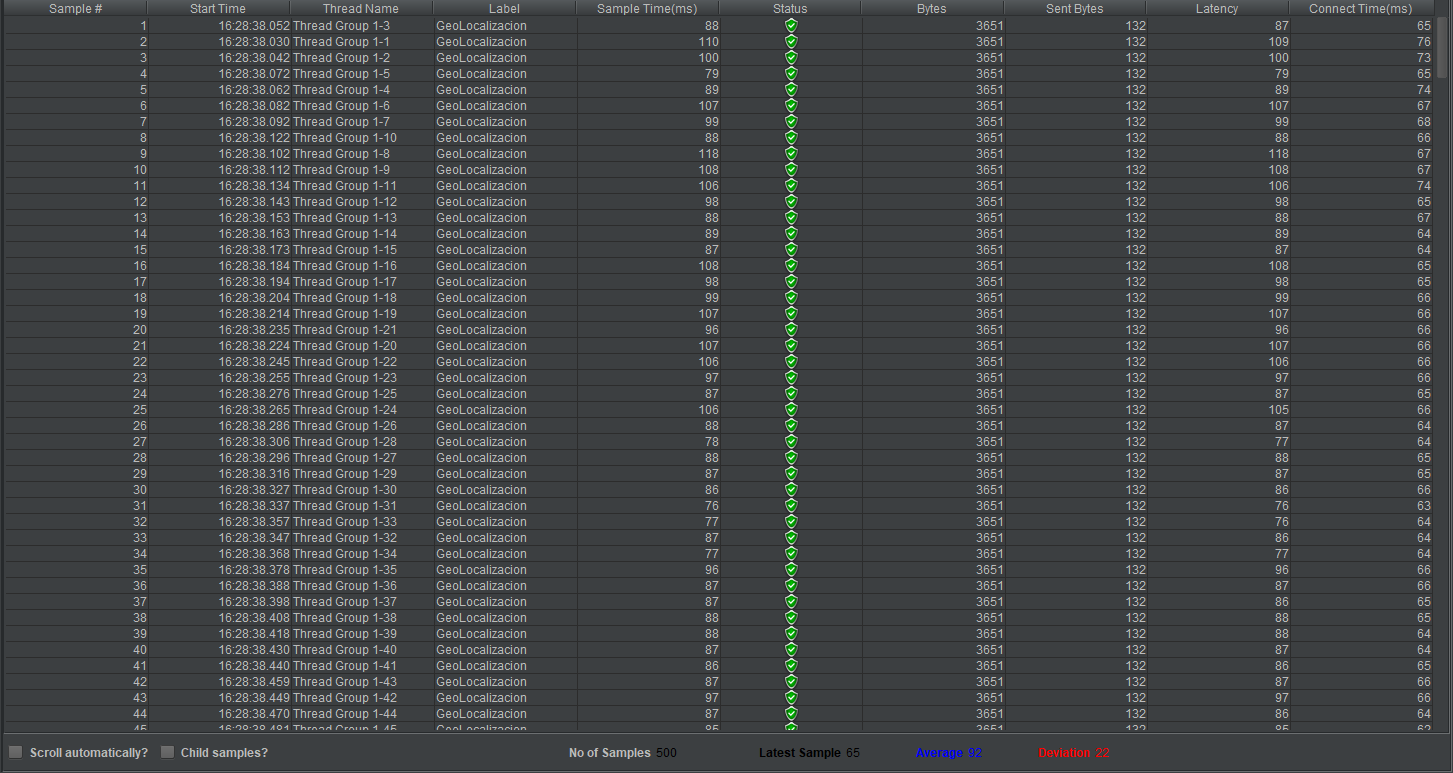 Sample # Start Time Thread Name Label Sample Time(ms) Status Bytes Sent Bytes Latency Connect Time(ms)
1 16:28:38.052 Thread Group 1-3 GeoLocalizacion 88 3651 132 87 65
2 16:28:38.030 Thread Group 1-1 GeoLocalizacion 110 3651 132 109 76
3 16:28:38.042 Thread Group 1-2 GeoLocalizacion 100 3651 132 100 73
4 16:28:38.072 Thread Group 1-5 GeoLocalizacion 79 3651 132 79 65
5 16:28:38.062 Thread Group 1-4 GeoLocalizacion 89 3651 132 89 74
6 16:28:38.082 Thread Group 1-6 GeoLocalizacion 107 3651 132 107 67
7 16:28:38.092 Thread Group 1-7 GeoLocalizacion 99 3651 132 99 68
8 16:28:38.122 Thread Group 1-10 GeoLocalizacion 88 3651 132 88 66
9 16:28:38.102 Thread Group 1-8 GeoLocalizacion 118 3651 132 118 67
10 16:28:38.112 Thread Group 1-9 GeoLocalizacion 108 3651 132 108 67
11 16:28:38.134 Thread Group 1-11 GeoLocalizacion 106 3651 132 106 74
12 16:28:38.143 Thread Group 1-12 GeoLocalizacion 98 3651 132 98 65
13 16:28:38.153 Thread Group 1-13 GeoLocalizacion 88 3651 132 88 67
14 16:28:38.163 Thread Group 1-14 GeoLocalizacion 89 3651 132 89 64
15 16:28:38.173 Thread Group 1-15 GeoLocalizacion 87 3651 132 87 64
16 16:28:38.184 Thread Group 1-16 GeoLocalizacion 108 3651 132 108 65
17 16:28:38.194 Thread Group 1-17 GeoLocalizacion 98 3651 132 98 65
18 16:28:38.204 Thread Group 1-18 GeoLocalizacion 99 3651 132 99 66
19 16:28:38.214 Thread Group 1-19 GeoLocalizacion 107 3651 132 107 66
20 16:28:38.235 Thread Group 1-21 GeoLocalizacion 96 3651 132 96 66
21 16:28:38.224 Thread Group 1-20 GeoLocalizacion 107 3651 132 107 66
22 16:28:38.245 Thread Group 1-22 GeoLocalizacion 106 3651 132 106 66
23 16:28:38.255 Thread Group 1-23 GeoLocalizacion 97 3651 132 97 66
24 16:28:38.276 Thread Group 1-25 GeoLocalizacion 87 3651 132 87 65
25 16:28:38.265 Thread Group 1-24 GeoLocalizacion 106 3651 132 105 66
26 16:28:38.286 Thread Group 1-26 GeoLocalizacion 88 3651 132 87 64
27 16:28:38.306 Thread Group 1-28 GeoLocalizacion 78 3651 132 77 64
28 16:28:38.296 Thread Group 1-27 GeoLocalizacion 88 3651 132 88 65
29 16:28:38.316 Thread Group 1-29 GeoLocalizacion 87 3651 132 87 65
30 16:28:38.327 Thread Group 1-30 GeoLocalizacion 86 3651 132 86 66
31 16:28:38.337 Thread Group 1-31 GeoLocalizacion 76 3651 132 76 63
32 16:28:38.357 Thread Group 1-33 GeoLocalizacion 77 3651 132 76 64
33 16:28:38.347 Thread Group 1-32 GeoLocalizacion 87 3651 132 86 64
34 16:28:38.368 Thread Group 1-34 GeoLocalizacion 77 3651 132 77 64
35 16:28:38.378 Thread Group 1-35 GeoLocalizacion 96 3651 132 96 66
36 16:28:38.388 Thread Group 1-36 GeoLocalizacion 87 3651 132 87 66
37 16:28:38.398 Thread Group 1-37 GeoLocalizacion 87 3651 132 86 65
38 16:28:38.408 Thread Group 1-38 GeoLocalizacion 88 3651 132 88 65
39 16:28:38.418 Thread Group 1-39 GeoLocalizacion 88 3651 132 88 64
40 16:28:38.430 Thread Group 1-40 GeoLocalizacion 87 3651 132 87 64
41 16:28:38.440 Thread Group 1-41 GeoLocalizacion 86 3651 132 86 65
42 16:28:38.459 Thread Group 1-43 GeoLocalizacion 87 3651 132 87 66
43 16:28:38.449 Thread Group 1-42 GeoLocalizacion 97 3651 132 97 66
44 16:28:38.470 Thread Group 1-44 GeoLocalizacion 87 3651 132 86 64
45 16:28:38.481 Thread Group 1-45 GeoLocalizacion 3651 132
Scroll automatically? Child samples? No of Samples 500 Latest Sample 65 Average 92 Deviation 22